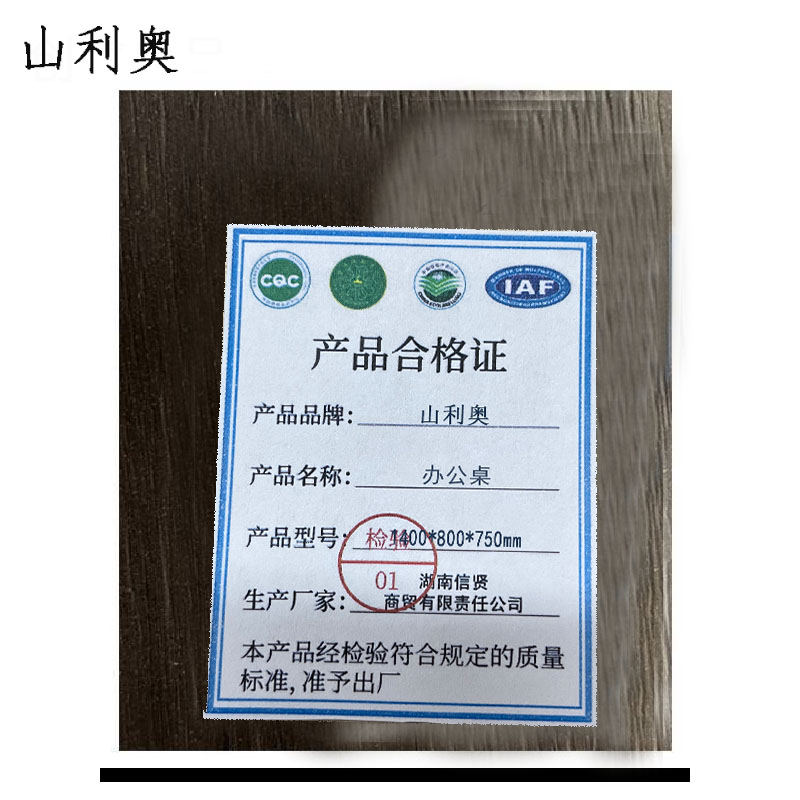 山利奥
CQC
IAF
产品合格证
产品品牌: 山利奥
产品名称: 办公桌
产品型号: 1400*800*750mm
检验
01
湖南信贤
生产厂家: 商贸有限责任公司
本产品经检验符合规定的质量
标准,准予出厂